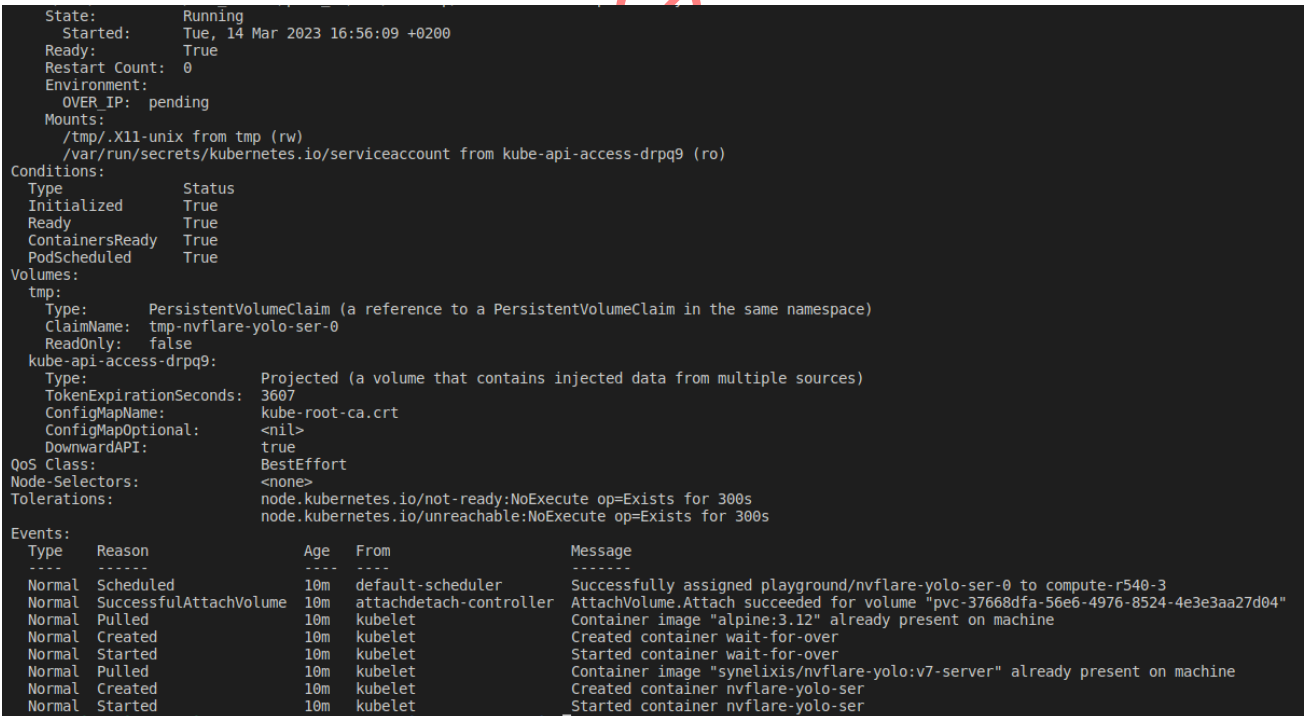 State: Running
Started: Tue, 14 Mar 2023 16:56:09 +0200
Ready: True
Restart Count: 0
Environment:
OVER_IP: pending
Mounts:
/tmp/.X11-unix from tmp (rw)
/var/run/secrets/kubernetes.io/serviceaccount from kube-api-access-drpq9 (ro)
Conditions:
Type Status
Initialized True
Ready True
ContainersReady True
PodScheduled True
Volumes:
tmp:
Type: PersistentVolumeClaim (a reference to a PersistentVolumeClaim in the same namespace)
ClaimName: tmp-nvflare-yolo-ser-0
ReadOnly: false
kube-api-access-drpq9:
Type: Projected (a volume that contains injected data from multiple sources)
TokenExpirationSeconds: 3607
ConfigMapName: kube-root-ca.crt
ConfigMapOptional: <nil>
DownwardAPI: true
QoS Class: BestEffort
Node-Selectors: <none>
Tolerations: node.kubernetes.io/not-ready:NoExecute op=Exists for 300s
node.kubernetes.io/unreachable:NoExecute op=Exists for 300s
Events:
Type Reason Age From Message
---- ------ ---- ---- -------
Normal Scheduled 10m default-scheduler Successfully assigned playground/nvflare-yolo-ser-0 to compute-r540-3
Normal SuccessfulAttachVolume 10m attachdetach-controller AttachVolume.Attach succeeded for volume "pvc-37668dfa-56e6-4976-8524-4e3e3aa27d04"
Normal Pulled 10m kubelet Container image "alpine:3.12" already present on machine
Normal Created 10m kubelet Created container wait-for-over
Normal Started 10m kubelet Started container wait-for-over
Normal Pulled 10m kubelet Container image "synelixis/nvflare-yolo:v7-server" already present on machine
Normal Created 10m kubelet Created container nvflare-yolo-ser
Normal Started 10m kubelet Started container nvflare-yolo-ser